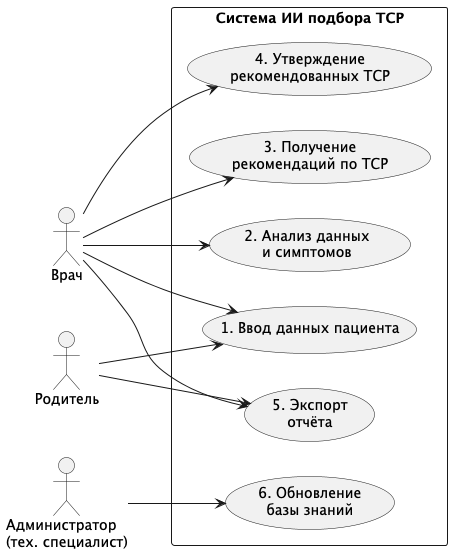 Система ИИ подбора ТСР
4. Утверждение
рекомендованных ТСР
3. Получение
рекомендаций по ТСР
2. Анализ данных
и симптомов
Врач
1. Ввод данных пациента
Родитель
5. Экспорт
отчёта
6. Обновление
базы знаний
Администратор
(тех. специалист)